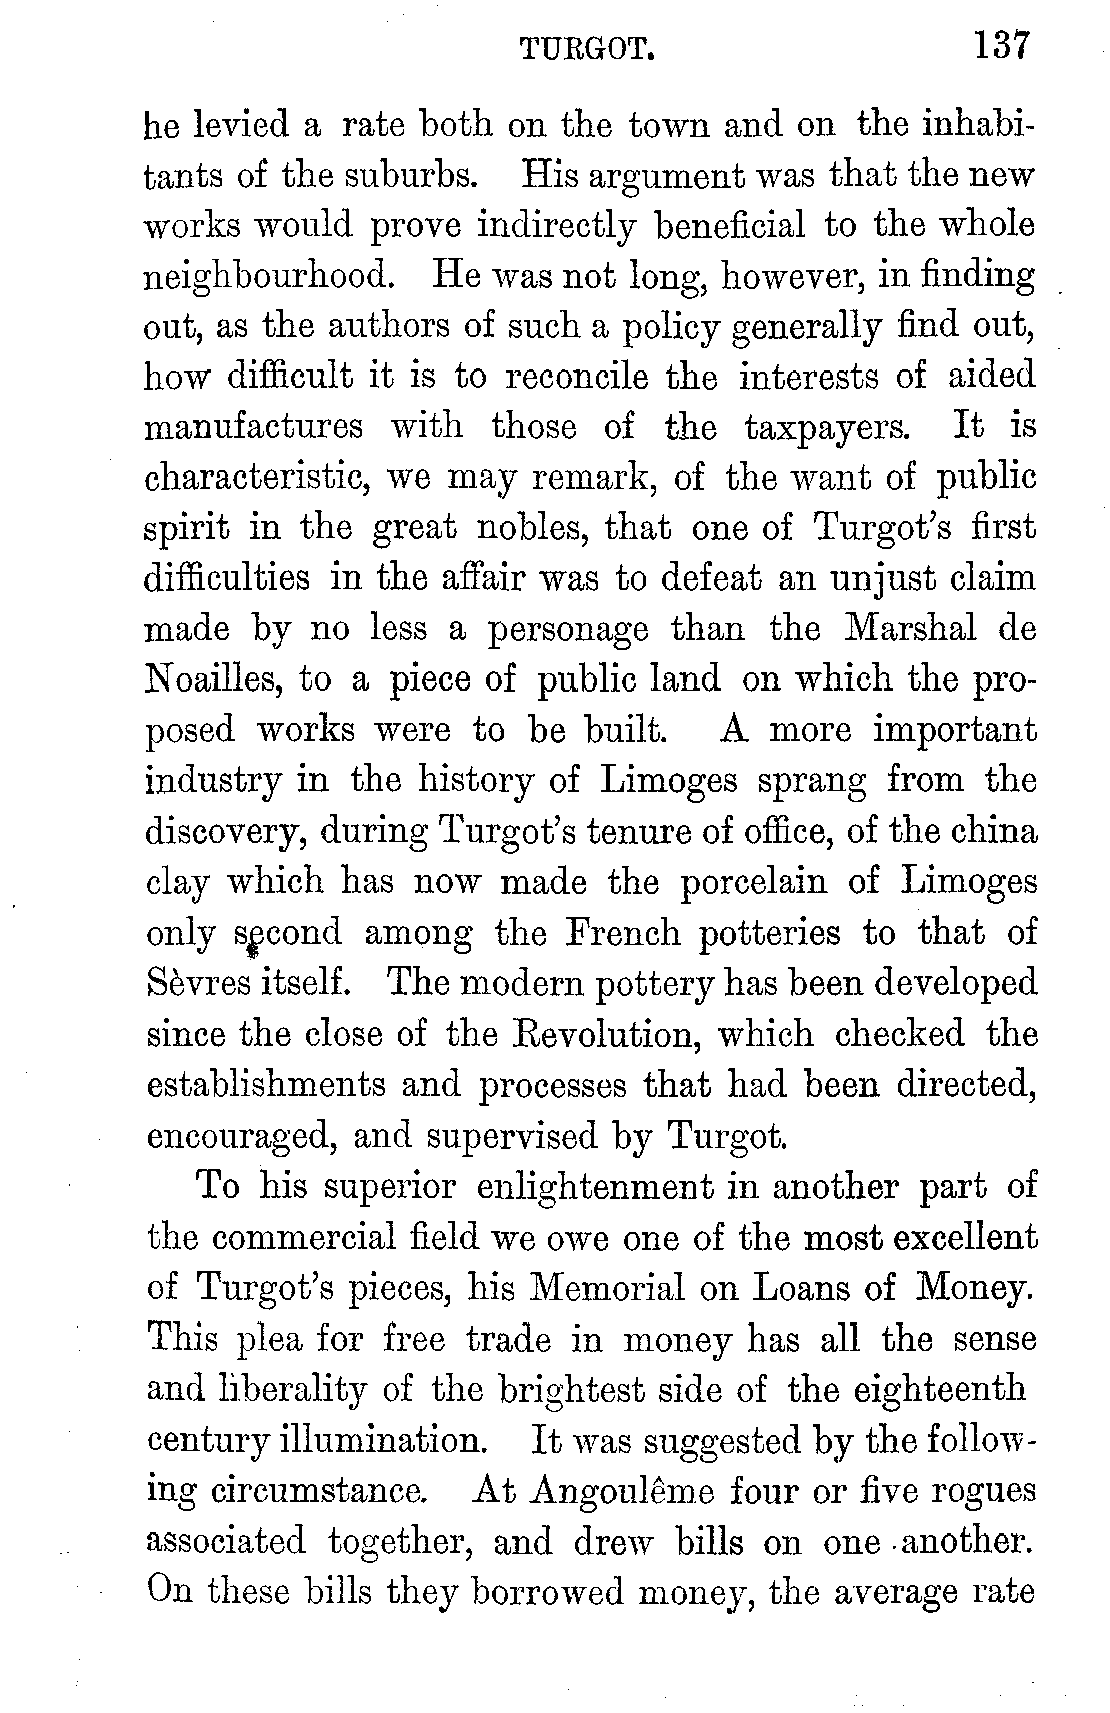 TURGOT. 137
he levied a rate both on the town and on the inhabi-
tants of the suburbs. His argument was that the new
works would prove indirectly beneficial to the whole
neighbourhood. He was not long, however, in finding
out, as the authors of such a policy generally find out,
how difficult it is to reconcile the interests of aided
manufactures with those of the taxpayers. It is
characteristic, we may remark, of the want of public
spirit in the great nobles, that one of Turgot's first
difficulties in the affair was to defeat an unjust claim
made by no less a personage than the Marshal de
Noailles, to a piece of public land on which the pro-
posed works were to be built. A more important
industry in the history of Limoges sprang from the
discovery, during Turgot's tenure of office, of the china
clay which has now made the porcelain of Limoges
only second among the French potteries to that of
Sèvres itself. The modern pottery has been developed
since the close of the Revolution, which checked the
establishments and processes that had been directed,
encouraged, and supervised by Turgot.
To his superior enlightenment in another part of
the commercial field we owe one of the most excellent
of Turgot's pieces, his Memorial on Loans of Money.
This plea for free trade in money has all the sense
and liberality of the brightest side of the eighteenth
century illumination. It was suggested by the follow-
ing circumstance. At Angoulême four or five rogues
associated together, and drew bills on one another.
On these bills they borrowed money, the average rate